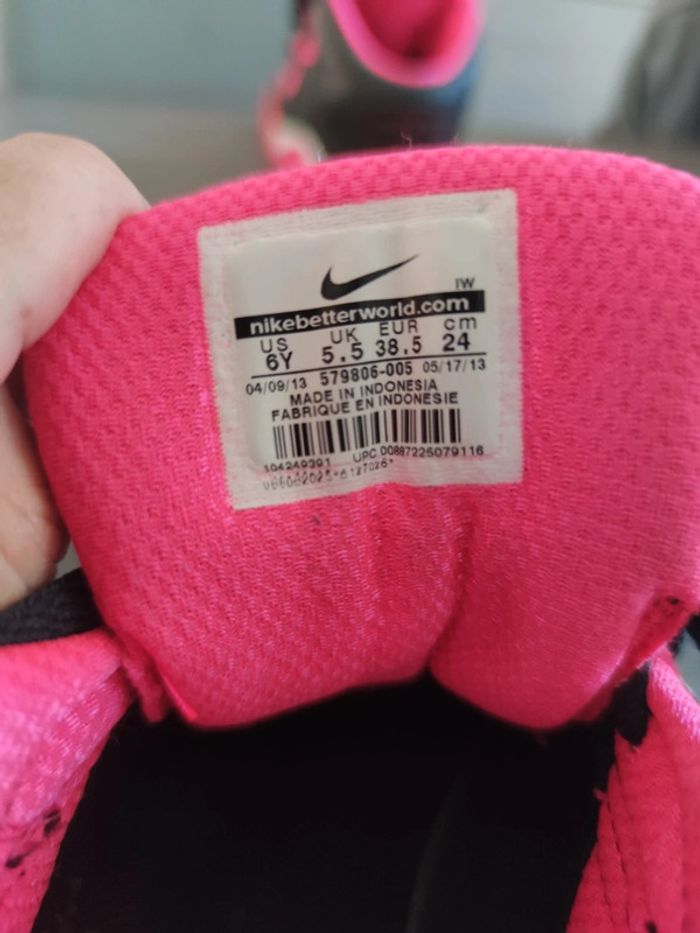 IW
nikebetterworld.com
US UK EUR cm
6Y 5.5 38.5 24
04/09/13 579806-005 05/17/13
MADE IN INDONESIA
FABRIQUE EN INDONESIE
104249391 UPC 00887225079116